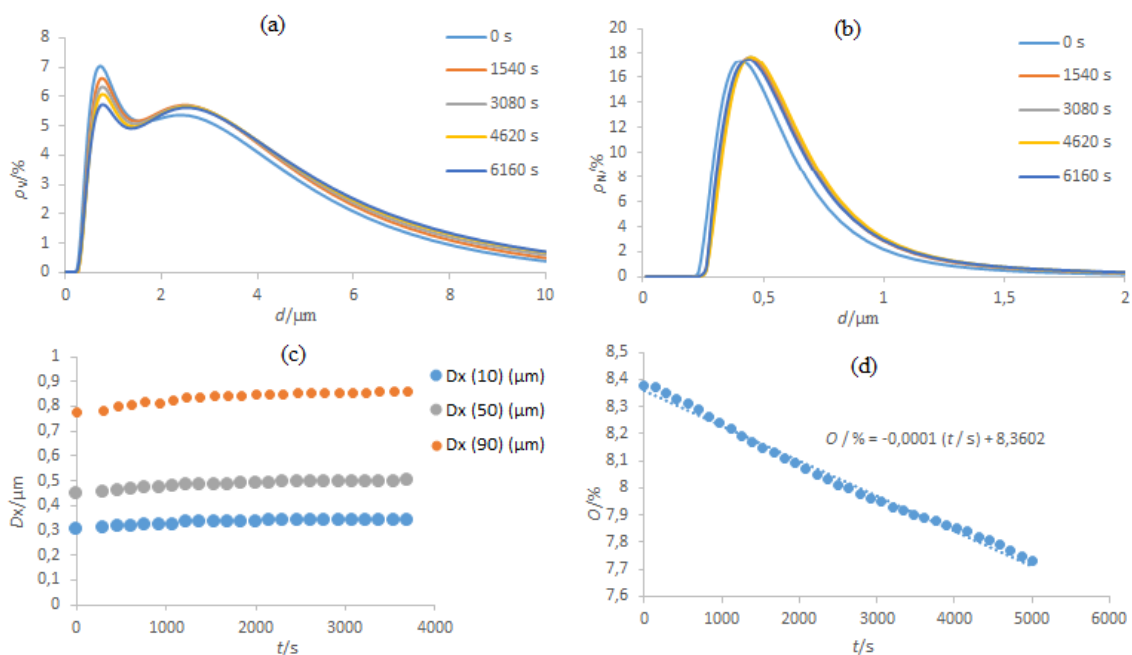 (a)
8
7
6
5
4
3
2
1
0
ρV/%
0 2 4 6 8 10
d/μm
0 s
1540 s
3080 s
4620 s
6160 s
(b)
20
18
16
14
12
10
8
6
4
2
0
ρN/%
0 0,5 1 1,5 2
d/μm
0 s
1540 s
3080 s
4620 s
6160 s
(c)
1
0,9
0,8
0,7
0,6
0,5
0,4
0,3
0,2
0,1
0
Dx/μm
0 1000 2000 3000 4000
t/s
Dx (10) (μm)
Dx (50) (μm)
Dx (90) (μm)
(d)
8,5
8,4
8,3
8,2
8,1
8
7,9
7,8
7,7
7,6
O/%
O / % = -0,0001 (t / s) + 8,3602
0 1000 2000 3000 4000 5000 6000
t/s